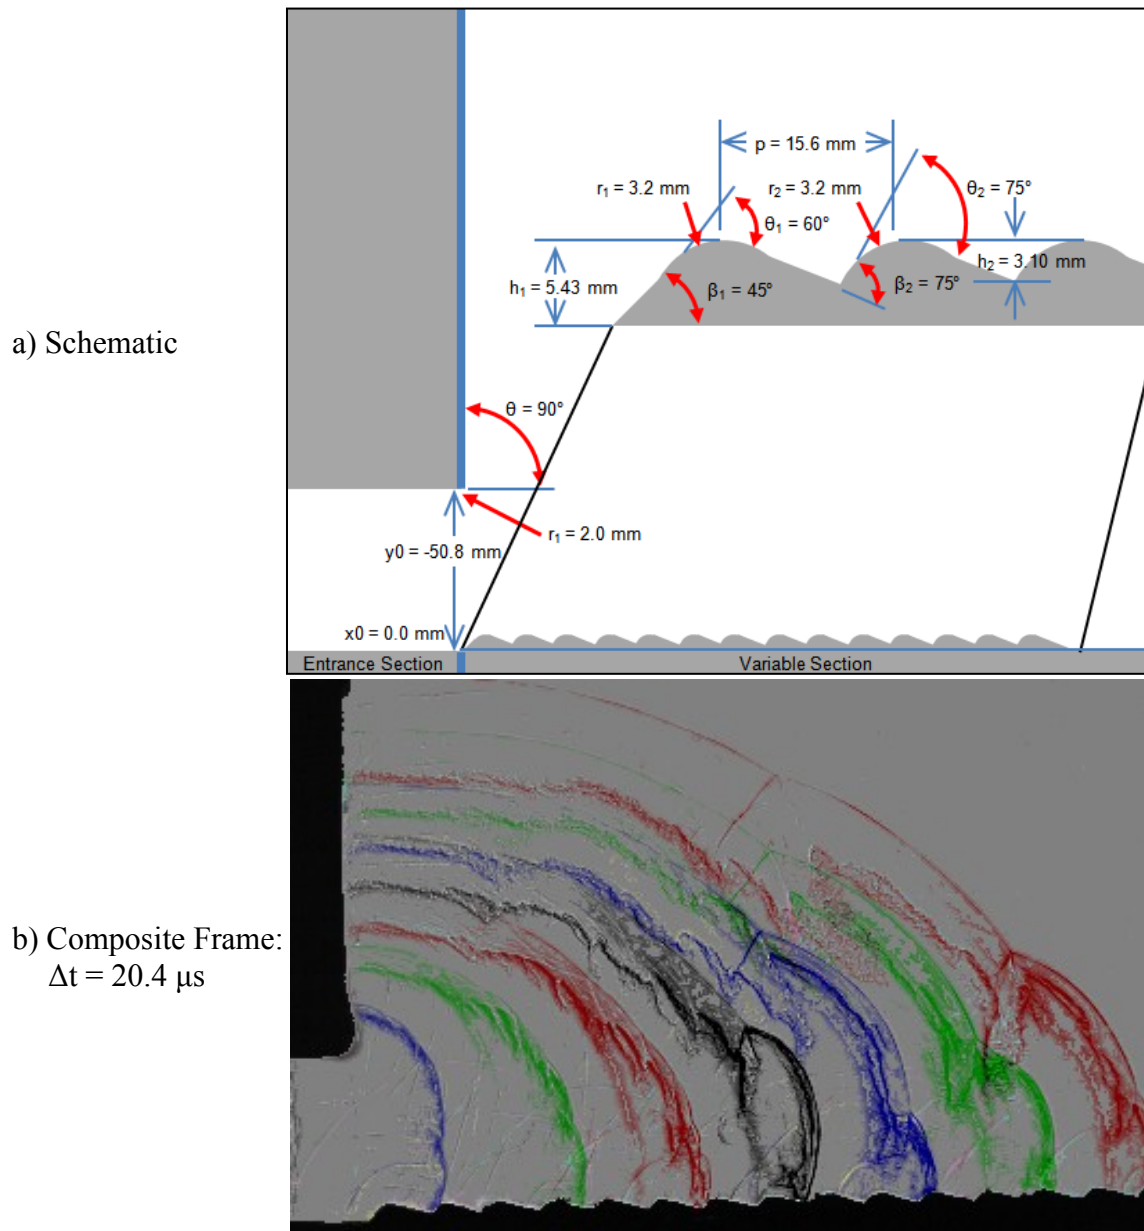 p = 15.6 mm
r₁ = 3.2 mm
r₂ = 3.2 mm
θ₂ = 75°
θ₁ = 60°
h₁ = 5.43 mm
β₁ = 45°
β₂ = 75°
h₂ = 3.10 mm
a) Schematic
θ = 90°
r₁ = 2.0 mm
y0 = -50.8 mm
x0 = 0.0 mm
Entrance Section
Variable Section
b) Composite Frame:
Δt = 20.4 μs